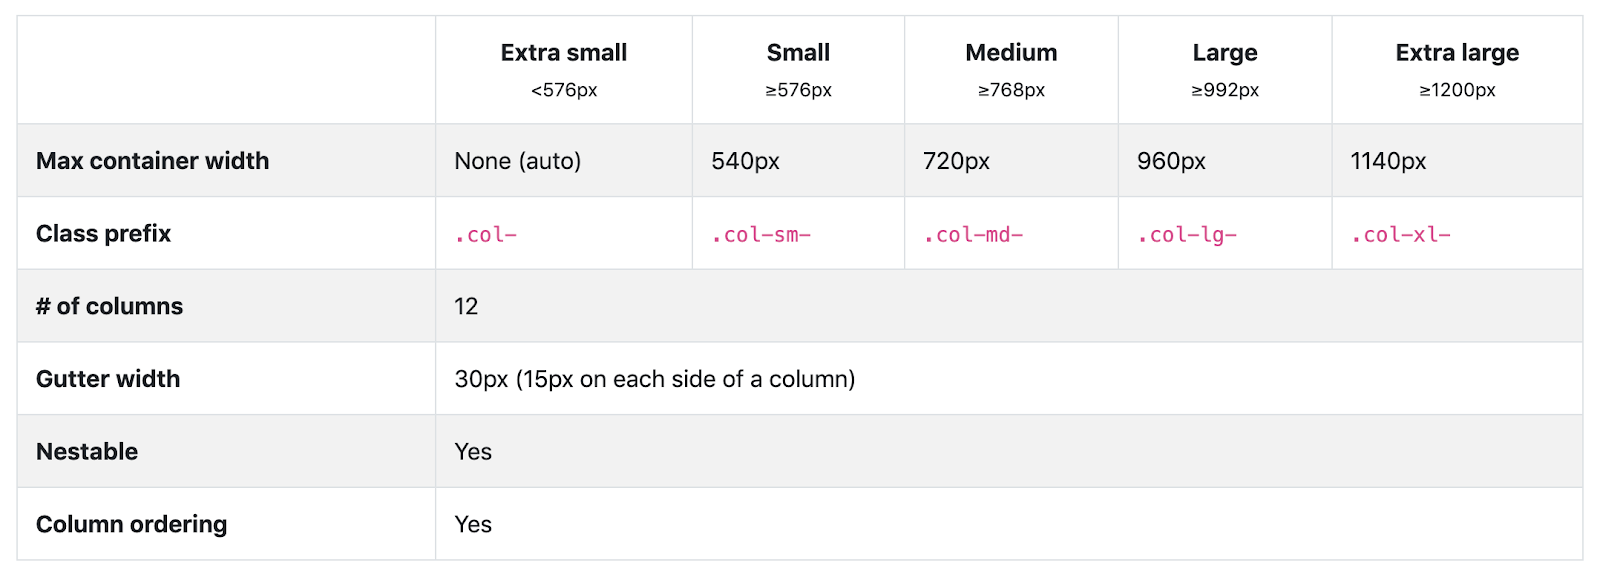 Extra small Small Medium Large Extra large
<576px ≥576px ≥768px ≥992px ≥1200px
Max container width None (auto) 540px 720px 960px 1140px
Class prefix .col- .col-sm- .col-md- .col-lg- .col-xl-
# of columns 12
Gutter width 30px (15px on each side of a column)
Nestable Yes
Column ordering Yes